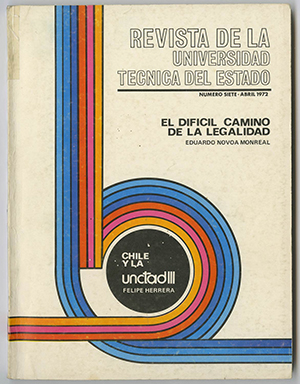 REVISTA DE LA
UNIVERSIDAD
TECNICA DEL ESTADO
NUMERO SIETE - ABRIL 1972
EL DIFICIL CAMINO
DE LA LEGALIDAD
EDUARDO NOVOA MONREAL
CHILE
Y LA
unctad III
FELIPE HERRERA